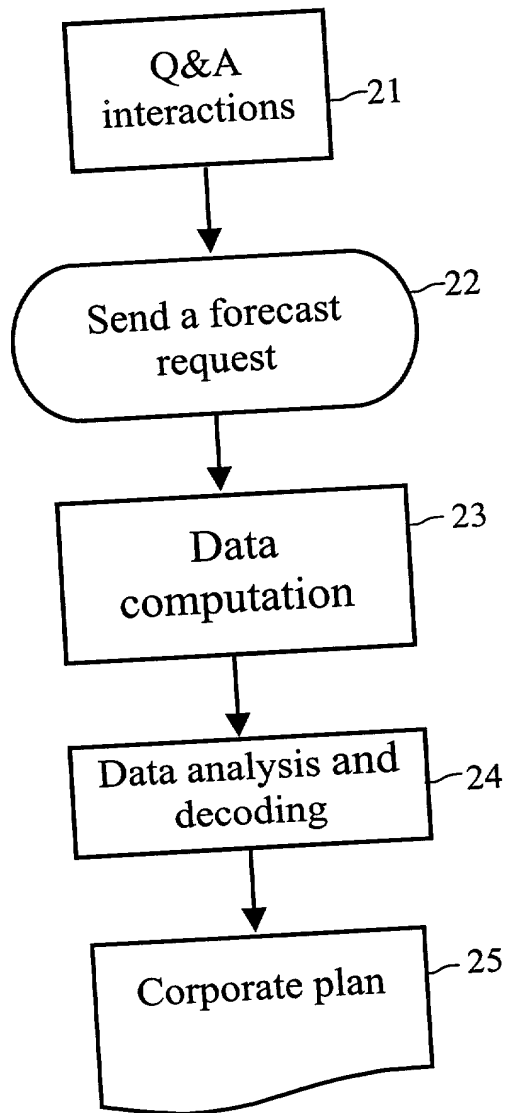 Q&A
interactions
21
Send a forecast
request
22
Data
computation
23
Data analysis and
decoding
24
Corporate plan
25